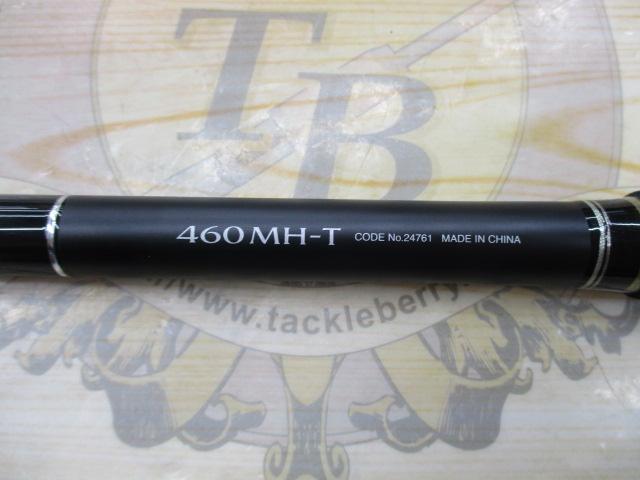 TB
460MH-T CODE No.24761 MADE IN CHINA
www.tackleberry.